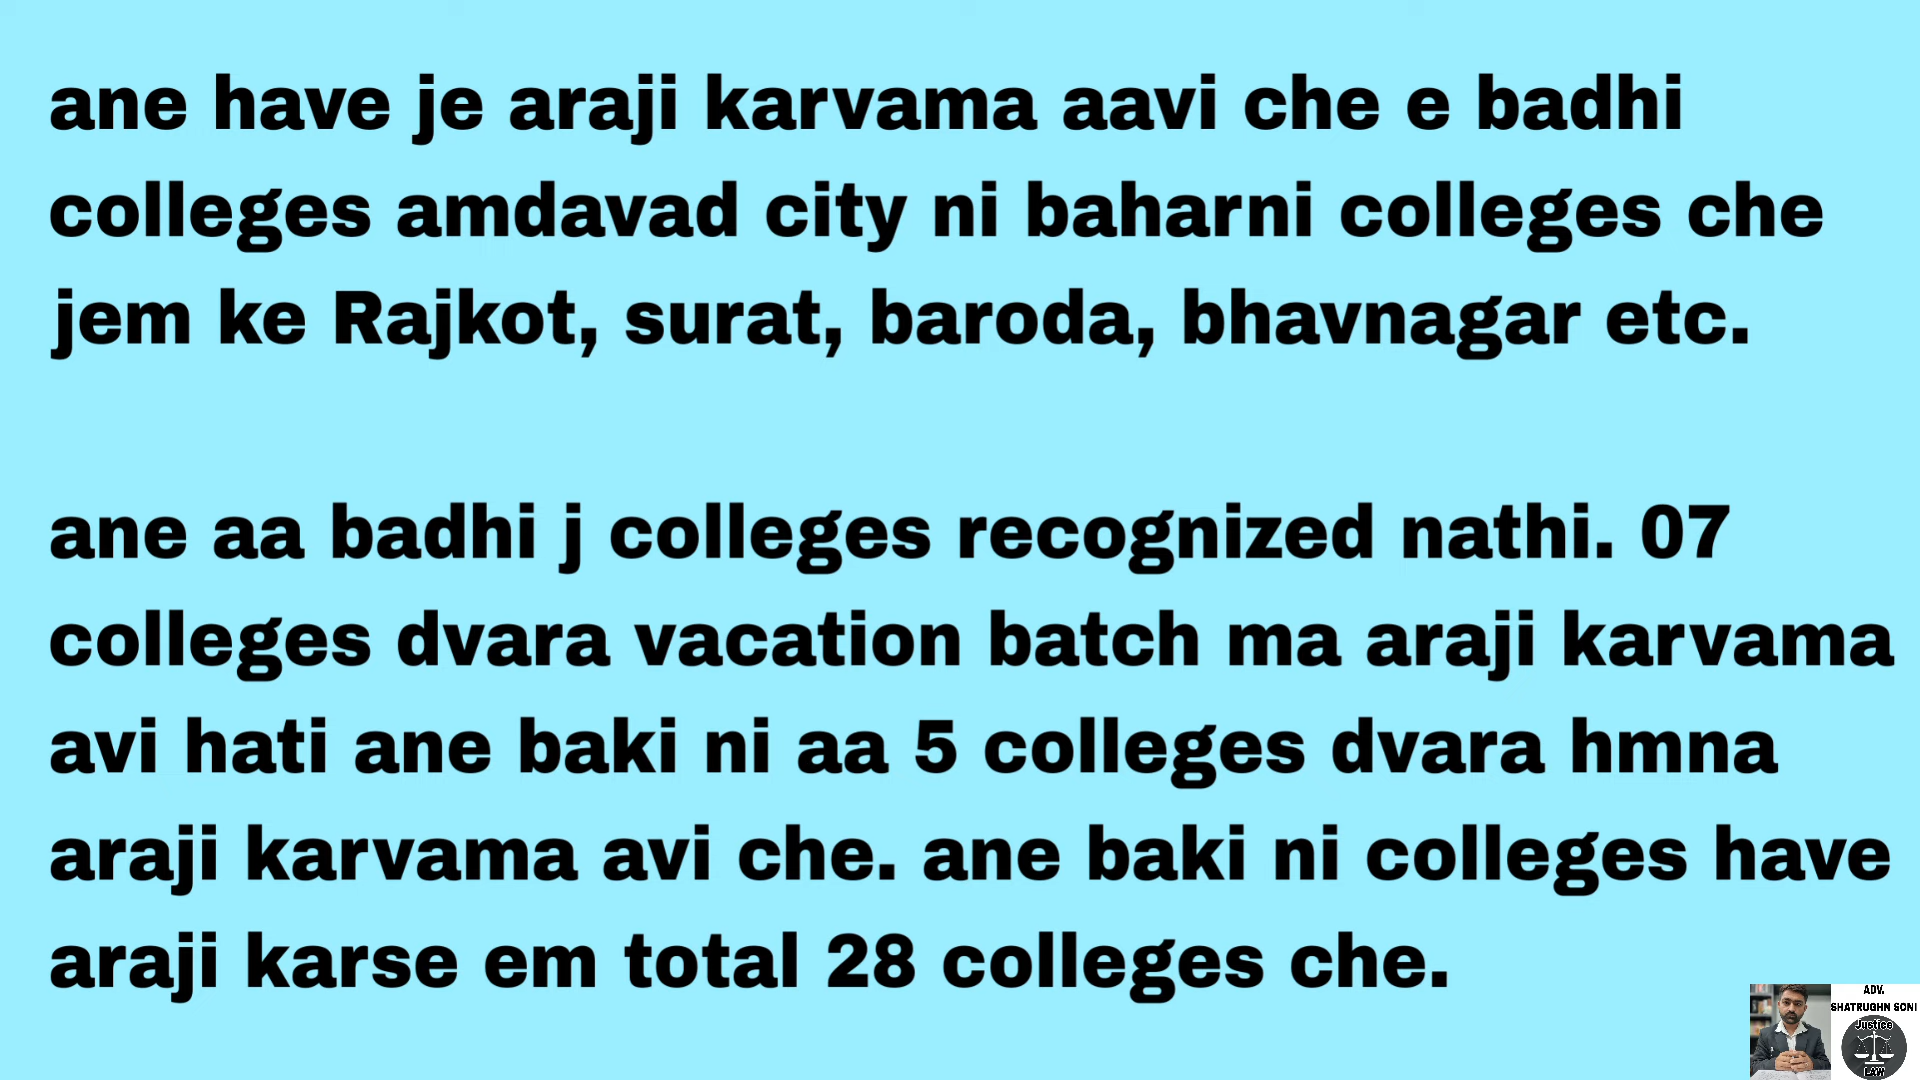 ane have je araji karvama aavi che e badhi
colleges amdavad city ni baharni colleges che
jem ke Rajkot, surat, baroda, bhavnagar etc.
ane aa badhi j colleges recognized nathi. 07
colleges dvara vacation batch ma araji karvama
avi hati ane baki ni aa 5 colleges dvara hmna
araji karvama avi che. ane baki ni colleges have
araji karse em total 28 colleges che.
ADV.
SHATRUGHN SONI
Justice
LAW